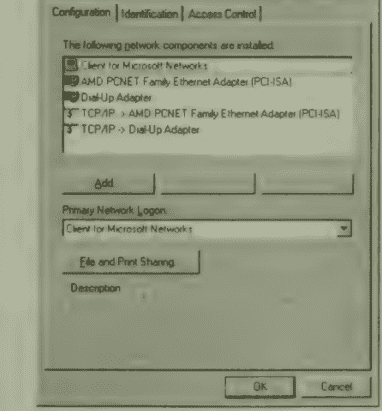 Configuration Identification Access Control
The following network components are installed:
Client for Microsoft Networks
AMD PCNET Family Ethernet Adapter (PCI-ISA)
Dial-Up Adapter
TCP/IP -> AMD PCNET Family Ethernet Adapter (PCI-ISA)
TCP/IP -> Dial-Up Adapter
Add...
Primary Network Logon:
Client for Microsoft Networks
File and Print Sharing...
Description
OK Cancel